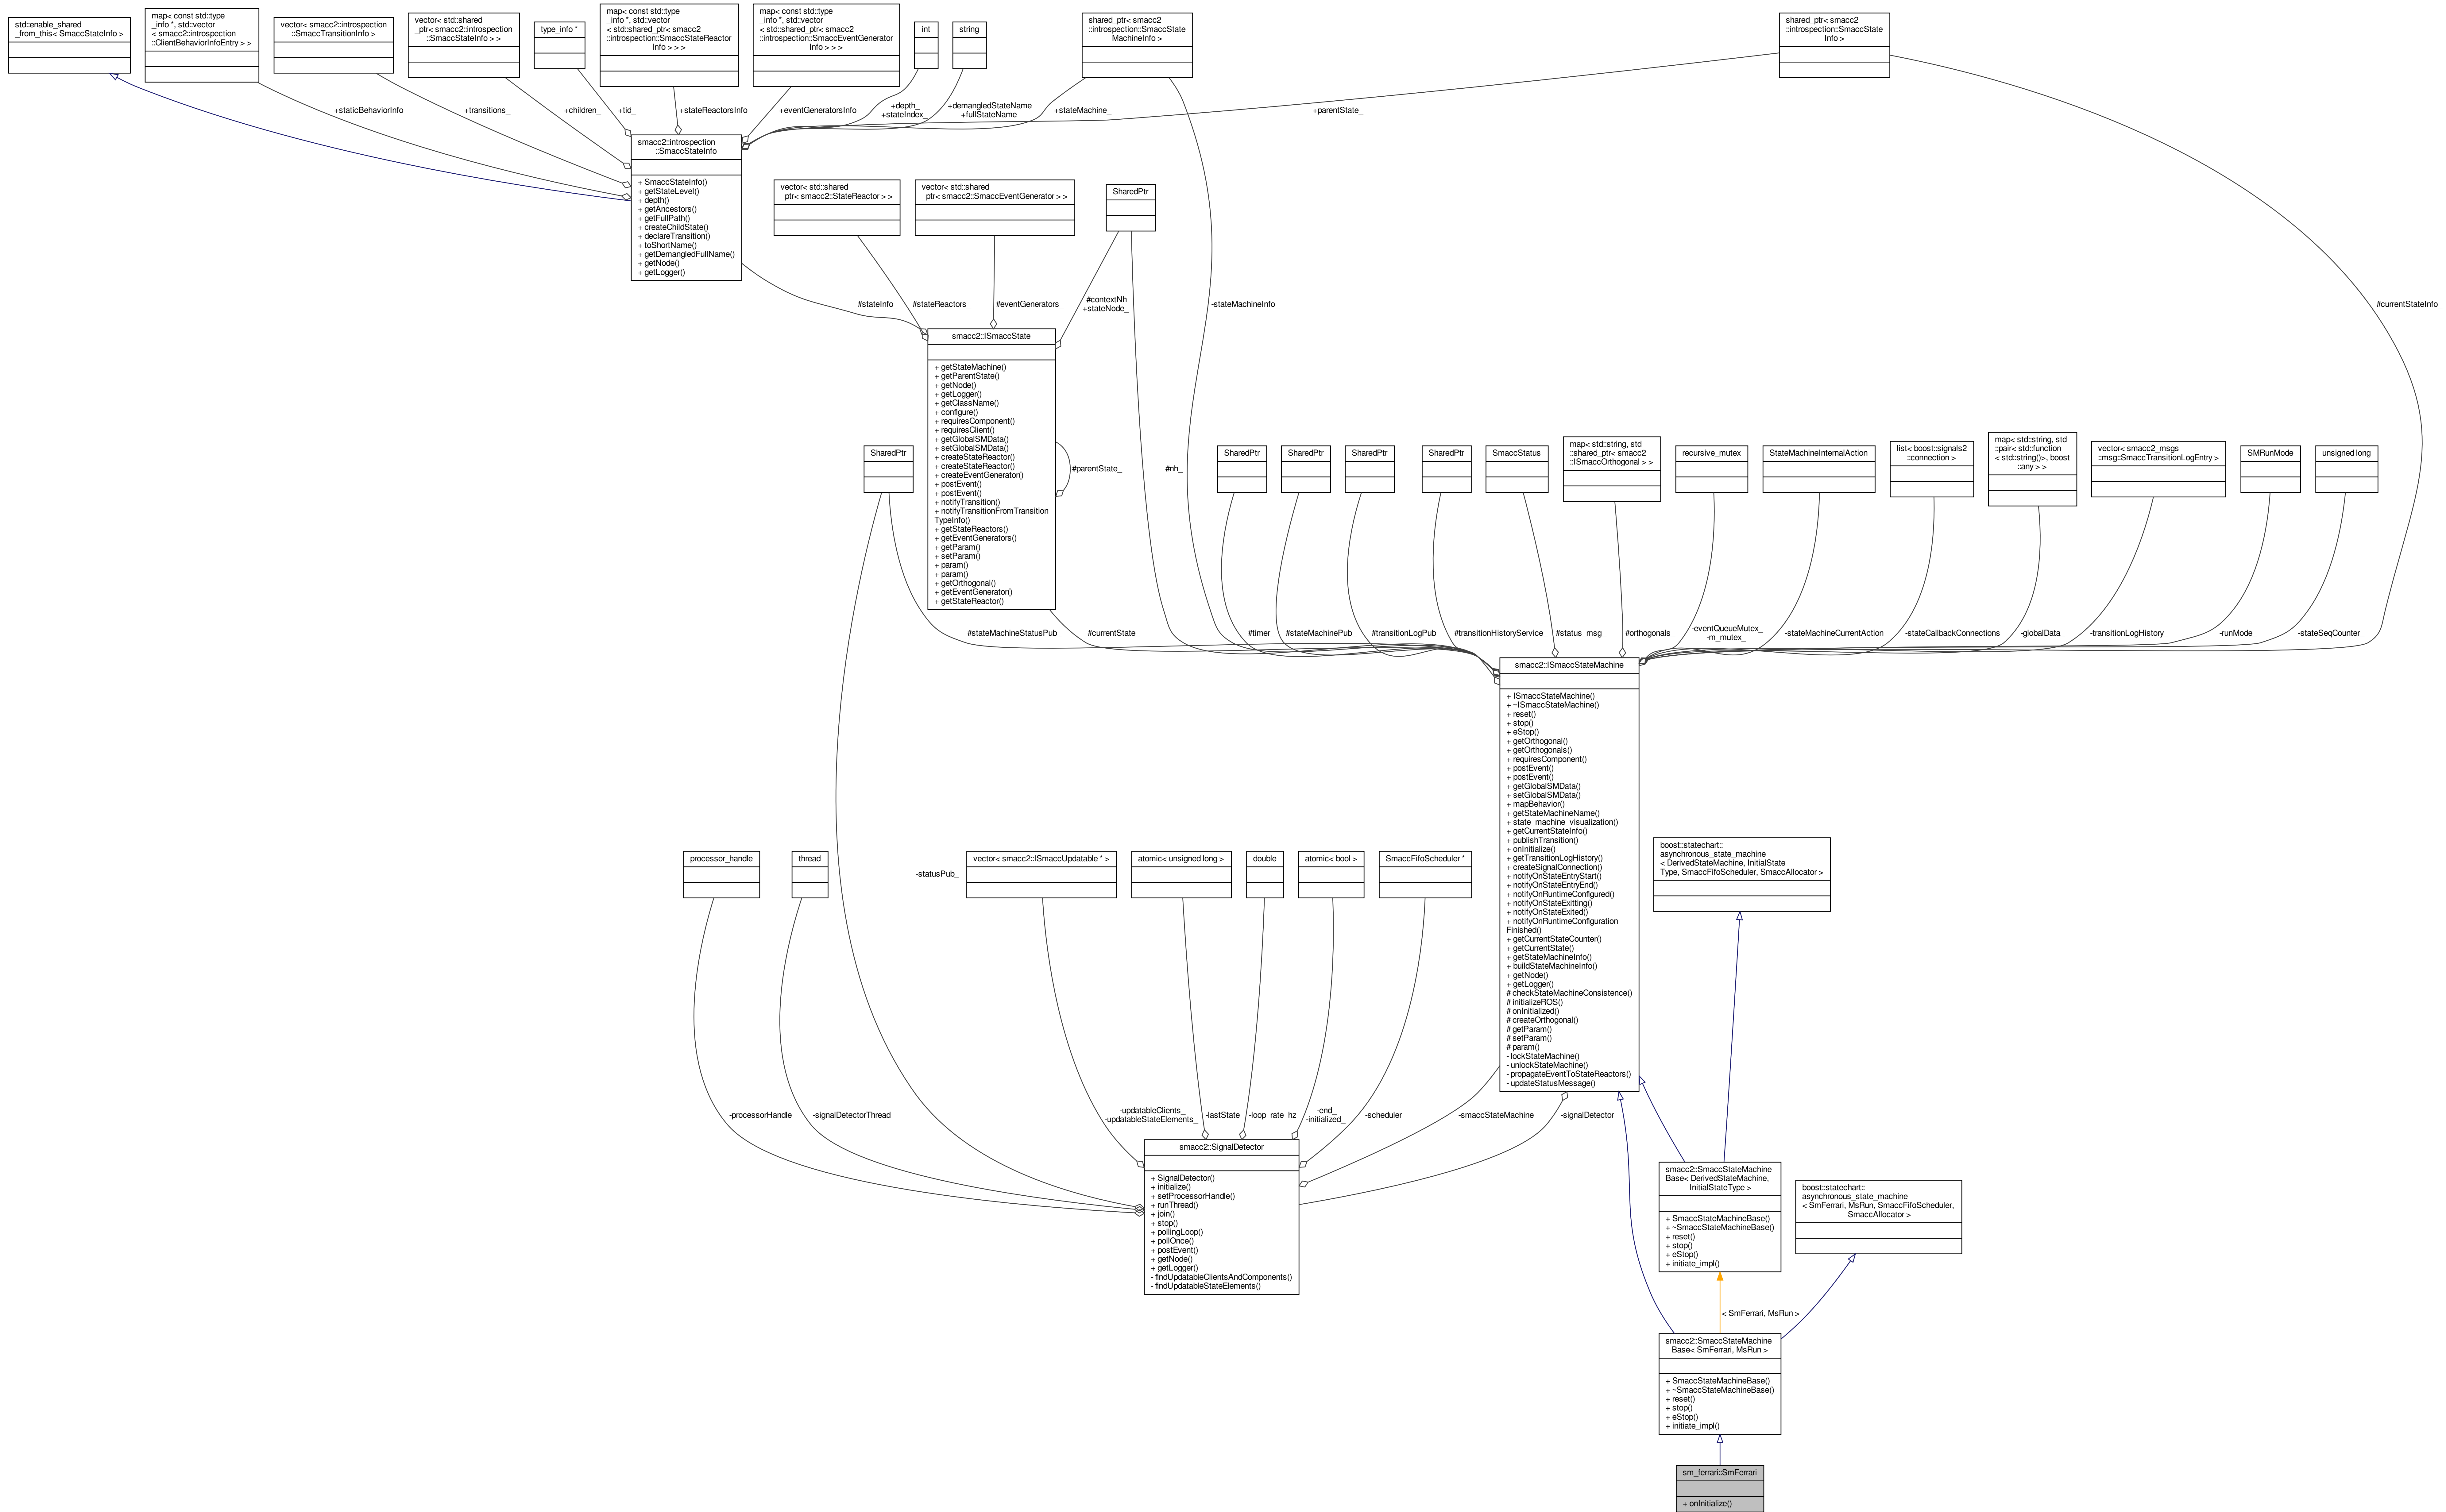 std::enable_shared
_from_this< SmaccStateInfo >
map< const std::type
_info *, std::vector
< smacc2::introspection
::ClientBehaviorInfoEntry > >
vector< smacc2::introspection
::SmaccTransitionInfo >
vector< std::shared
_ptr< smacc2::introspection
::SmaccStateInfo > >
type_info *
map< const std::type
_info *, std::vector
< std::shared_ptr< smacc2
::introspection::SmaccStateReactor
Info > > >
map< const std::type
_info *, std::vector
< std::shared_ptr< smacc2
::introspection::SmaccEventGenerator
Info > > >
int
string
shared_ptr< smacc2
::introspection::SmaccState
MachineInfo >
shared_ptr< smacc2
::introspection::SmaccState
Info >
+staticBehaviorInfo
+transitions_
+children_
+tid_
+stateReactorsInfo
+eventGeneratorsInfo
+depth_
+stateIndex_
+demangledStateName
+fullStateName
+stateMachine_
+parentState_
smacc2::introspection
::SmaccStateInfo
+ SmaccStateInfo()
+ getStateLevel()
+ depth()
+ getAncestors()
+ getFullPath()
+ createChildState()
+ declareTransition()
+ toShortName()
+ getDemangledFullName()
+ getNode()
+ getLogger()
vector< std::shared
_ptr< smacc2::StateReactor > >
vector< std::shared
_ptr< smacc2::SmaccEventGenerator > >
SharedPtr
#stateInfo_
#stateReactors_
#eventGenerators_
#contextNh
+stateNode_
-stateMachineInfo_
#currentStateInfo_
smacc2::ISmaccState
+ getStateMachine()
+ getParentState()
+ getNode()
+ getLogger()
+ getClassName()
+ configure()
+ requiresComponent()
+ requiresClient()
+ getGlobalSMData()
+ setGlobalSMData()
+ createStateReactor()
+ createStateReactor()
+ createEventGenerator()
+ postEvent()
+ postEvent()
+ notifyTransition()
+ notifyTransitionFromTransition
TypeInfo()
+ getStateReactors()
+ getEventGenerators()
+ getParam()
+ setParam()
+ param()
+ param()
+ getOrthogonal()
+ getEventGenerator()
+ getStateReactor()
#parentState_
#nh_
SharedPtr
SharedPtr
SharedPtr
SharedPtr
SharedPtr
SmaccStatus
map< std::string, std
::shared_ptr< smacc2
::ISmaccOrthogonal > >
recursive_mutex
StateMachineInternalAction
list< boost::signals2
::connection >
map< std::string, std
::pair< std::function
< std::string()>, boost
::any > >
vector< smacc2_msgs
::msg::SmaccTransitionLogEntry >
SMRunMode
unsigned long
#stateMachineStatusPub_
#currentState_
#timer_
#stateMachinePub_
#transitionLogPub_
#transitionHistoryService_
#status_msg_
#orthogonals_
-eventQueueMutex_
-m_mutex_
-stateMachineCurrentAction
-stateCallbackConnections
-globalData_
-transitionLogHistory_
-runMode_
-stateSeqCounter_
smacc2::ISmaccStateMachine
+ ISmaccStateMachine()
+ ~ISmaccStateMachine()
+ reset()
+ stop()
+ eStop()
+ getOrthogonal()
+ getOrthogonals()
+ requiresComponent()
+ postEvent()
+ postEvent()
+ getGlobalSMData()
+ setGlobalSMData()
+ mapBehavior()
+ getStateMachineName()
+ state_machine_visualization()
+ getCurrentStateInfo()
+ publishTransition()
+ onInitialize()
+ getTransitionLogHistory()
+ createSignalConnection()
+ notifyOnStateEntryStart()
+ notifyOnStateEntryEnd()
+ notifyOnRuntimeConfigured()
+ notifyOnStateExitting()
+ notifyOnStateExited()
+ notifyOnRuntimeConfiguration
Finished()
+ getCurrentStateCounter()
+ getCurrentState()
+ getStateMachineInfo()
+ buildStateMachineInfo()
+ getNode()
+ getLogger()
# checkStateMachineConsistence()
# initializeROS()
# onInitialized()
# createOrthogonal()
# getParam()
# setParam()
# param()
- lockStateMachine()
- unlockStateMachine()
- propagateEventToStateReactors()
- updateStatusMessage()
boost::statechart::
asynchronous_state_machine
< DerivedStateMachine, InitialState
Type, SmaccFifoScheduler, SmaccAllocator >
processor_handle
thread
-statusPub_
vector< smacc2::ISmaccUpdatable * >
atomic< unsigned long >
double
atomic< bool >
SmaccFifoScheduler *
-processorHandle_
-signalDetectorThread_
-updatableClients_
-updatableStateElements_
-lastState_
-loop_rate_hz
-end_
-initialized_
-scheduler_
-smaccStateMachine_
-signalDetector_
smacc2::SignalDetector
+ SignalDetector()
+ initialize()
+ setProcessorHandle()
+ runThread()
+ join()
+ stop()
+ pollingLoop()
+ pollOnce()
+ postEvent()
+ getNode()
+ getLogger()
- findUpdatableClientsAndComponents()
- findUpdatableStateElements()
smacc2::SmaccStateMachine
Base< DerivedStateMachine,
InitialStateType >
+ SmaccStateMachineBase()
+ ~SmaccStateMachineBase()
+ reset()
+ stop()
+ eStop()
+ initiate_impl()
boost::statechart::
asynchronous_state_machine
< SmFerrari, MsRun, SmaccFifoScheduler,
SmaccAllocator >
< SmFerrari, MsRun >
smacc2::SmaccStateMachine
Base< SmFerrari, MsRun >
+ SmaccStateMachineBase()
+ ~SmaccStateMachineBase()
+ reset()
+ stop()
+ eStop()
+ initiate_impl()
sm_ferrari::SmFerrari
+ onInitialize()